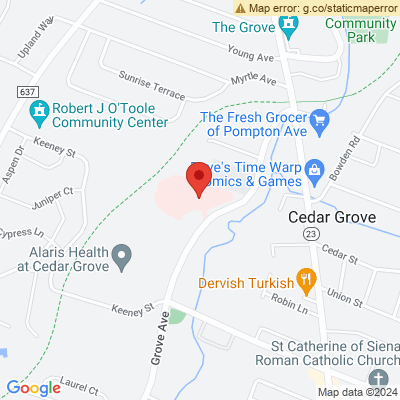 Map error: g.co/staticmaperror
The Grove
Community
Park
Upland Way
Young Ave
Myrtle Ave
Sunrise Terrace
637
Robert J O'Toole
Community Center
The Fresh Grocer
of Pompton Ave
Keeney St
Aspen Dr
Bowden Rd
Time Warp
& Games
Juniper Ct
Cedar Grove
Cypress Ln
23
Alaris Health
at Cedar Grove
Cedar St
Dervish Turkish
Union St
Robin Ln
Keeney St
Grove Ave
St Catherine of Siena
Roman Catholic Church
Laurel Ct
Google
Map data ©2024